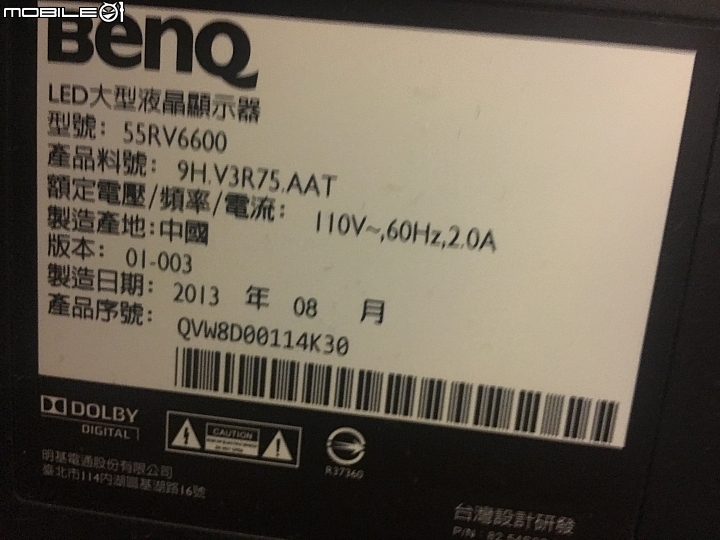 MOBILE01
BenQ
LED大型液晶顯示器
型號: 55RV6600
產品料號: 9H.V3R75.AAT
額定電壓/頻率/電流: 110V~,60Hz,2.0A
製造產地:中國
版本: 01-003
製造日期: 2013 年 08 月
產品序號: QVW8D00114K30
DOLBY
DIGITAL
CAUTION
R37360
明基電通股份有限公司
臺北市114內湖區基湖路16號
台灣設計研發
P/N